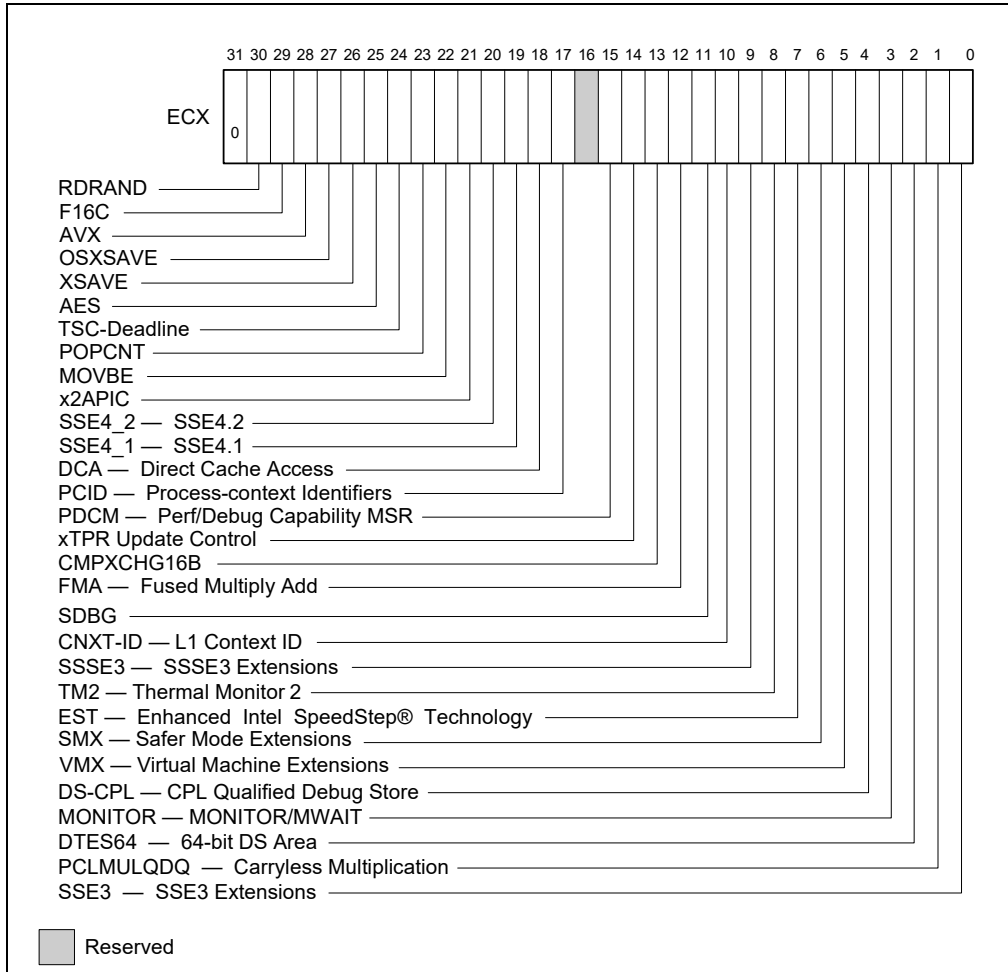 31 30 29 28 27 26 25 24 23 22 21 20 19 18 17 16 15 14 13 12 11 10 9 8 7 6 5 4 3 2 1 0
ECX
0
RDRAND
F16C
AVX
OSXSAVE
XSAVE
AES
TSC-Deadline
POPCNT
MOVBE
x2APIC
SSE4_2 — SSE4.2
SSE4_1 — SSE4.1
DCA — Direct Cache Access
PCID — Process-context Identifiers
PDCM — Perf/Debug Capability MSR
xTPR Update Control
CMPXCHG16B
FMA — Fused Multiply Add
SDBG
CNXT-ID — L1 Context ID
SSSE3 — SSSE3 Extensions
TM2 — Thermal Monitor 2
EST — Enhanced Intel SpeedStep® Technology
SMX — Safer Mode Extensions
VMX — Virtual Machine Extensions
DS-CPL — CPL Qualified Debug Store
MONITOR — MONITOR/MWAIT
DTES64 — 64-bit DS Area
PCLMULQDQ — Carryless Multiplication
SSE3 — SSE3 Extensions
Reserved